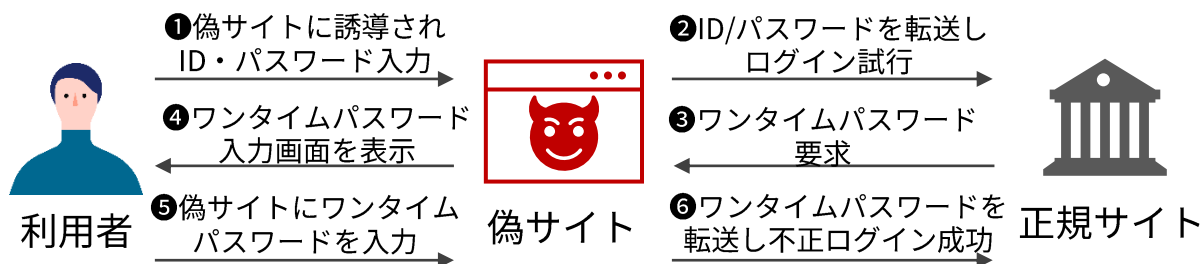 ❶偽サイトに誘導され
ID・パスワード入力
❷ID/パスワードを転送し
ログイン試行
❸ワンタイムパスワード
要求
❹ワンタイムパスワード
入力画面を表示
❺偽サイトにワンタイム
パスワードを入力
❻ワンタイムパスワードを
転送し不正ログイン成功
利用者
偽サイト
正規サイト